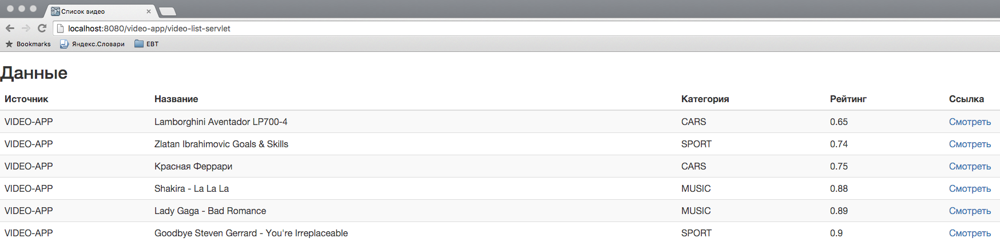 Список видео
localhost:8080/video-app/video-list-servlet
Bookmarks Яндекс.Словари ЕВТ
Данные
Источник Название Категория Рейтинг Ссылка
VIDEO-APP Lamborghini Aventador LP700-4 CARS 0.65 Смотреть
VIDEO-APP Zlatan Ibrahimovic Goals & Skills SPORT 0.74 Смотреть
VIDEO-APP Красная Феррари CARS 0.75 Смотреть
VIDEO-APP Shakira - La La La MUSIC 0.88 Смотреть
VIDEO-APP Lady Gaga - Bad Romance MUSIC 0.89 Смотреть
VIDEO-APP Goodbye Steven Gerrard - You're Irreplaceable SPORT 0.9 Смотреть